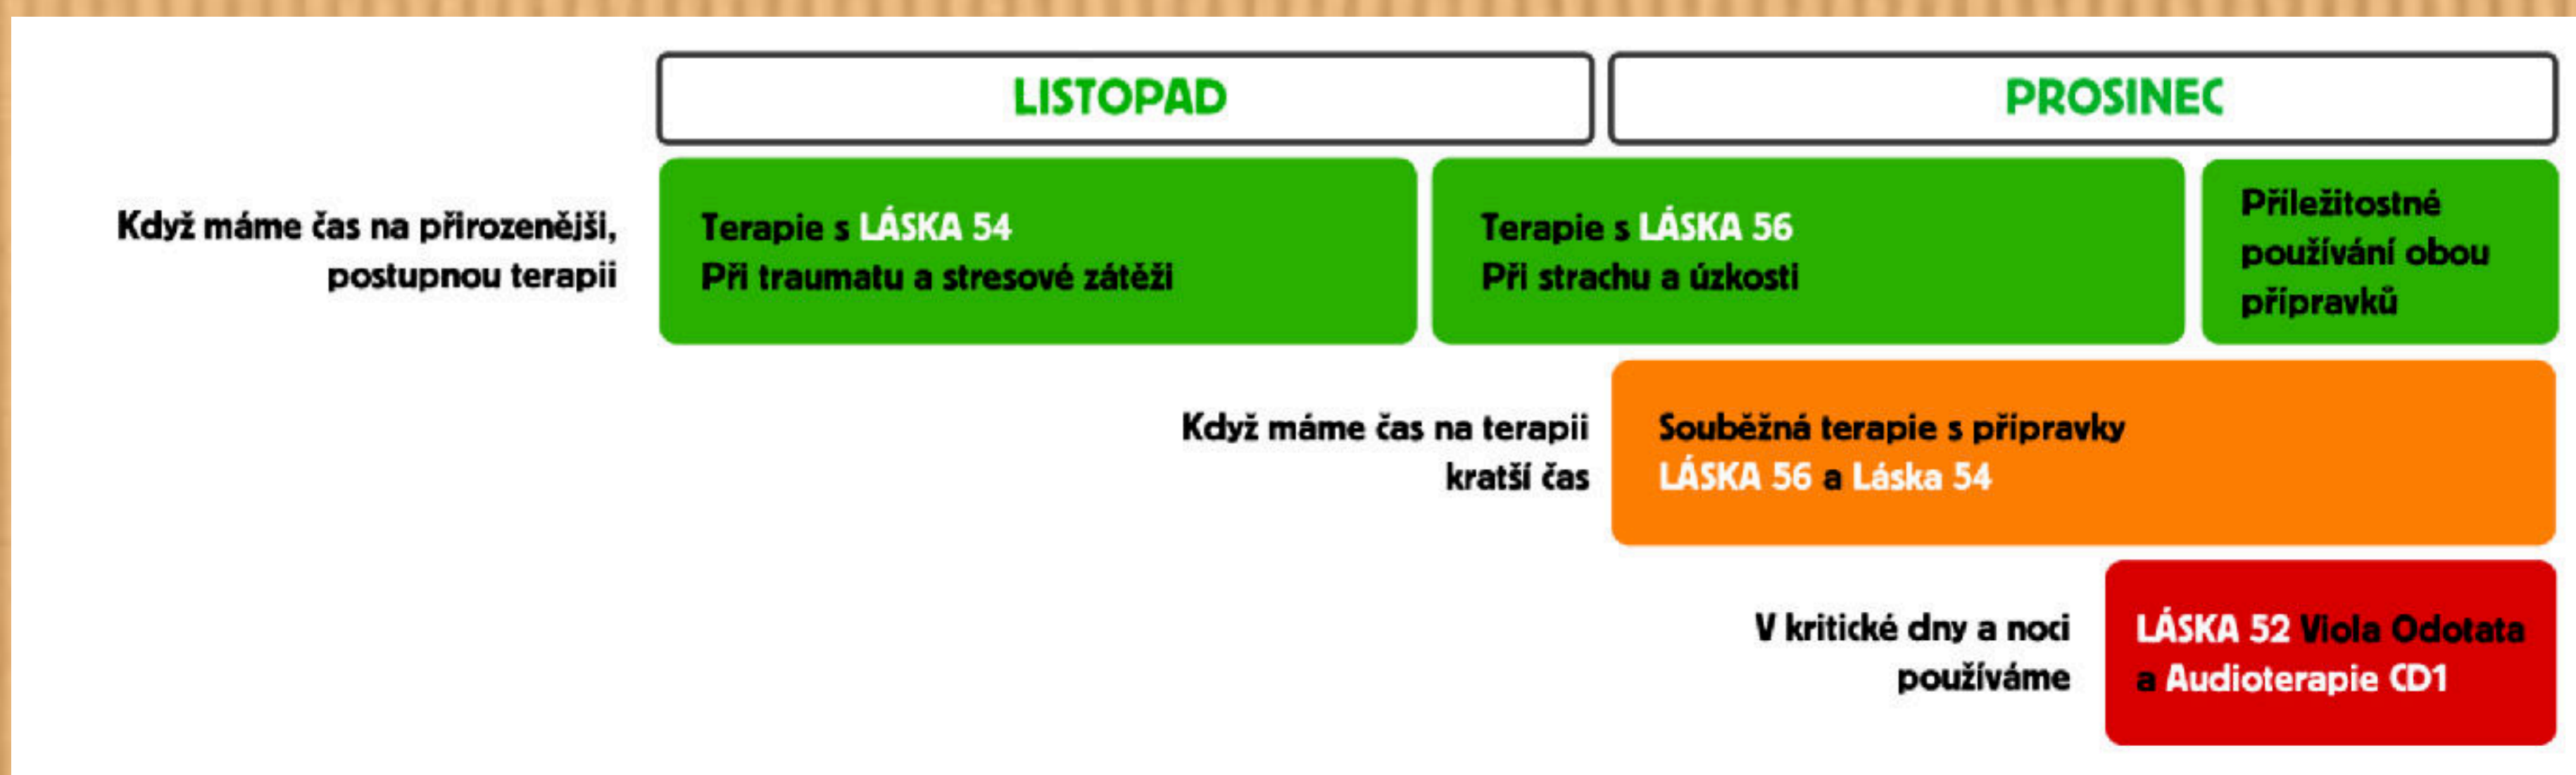 LISTOPAD
PROSINEC
Když máme čas na přirozenější,
postupnou terapii
Terapie s LÁSKA 54
Při traumatu a stresové zátěži
Terapie s LÁSKA 56
Při strachu a úzkosti
Příležitostné
používání obou
přípravků
Když máme čas na terapii
kratší čas
Souběžná terapie s přípravky
LÁSKA 56 a Láska 54
V kritické dny a noci
používáme
LÁSKA 52 Viola Odotata
a Audioterapie CD1